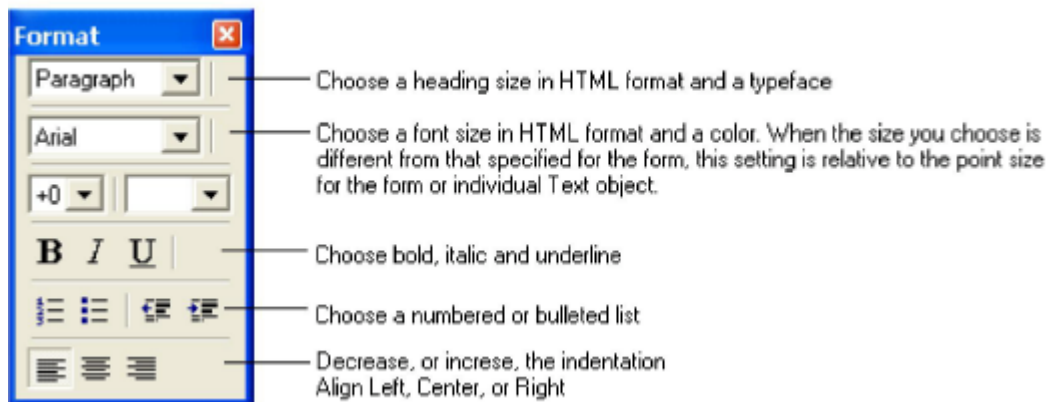 Format
Paragraph
Choose a heading size in HTML format and a typeface
Arial
Choose a font size in HTML format and a color. When the size you choose is
different from that specified for the form, this setting is relative to the point size
for the form or individual Text object.
+0
B I U
Choose bold, italic and underline
Choose a numbered or bulleted list
Decrease, or increse, the indentation
Align Left, Center, or Right